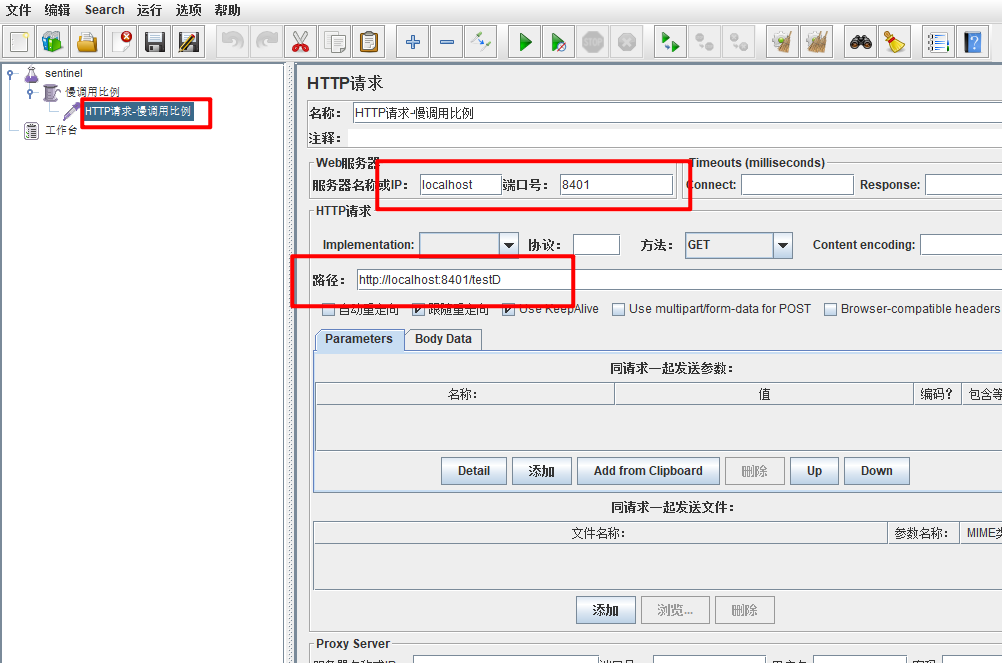 文件 编辑 Search 运行 选项 帮助
STOP
sentinel
慢调用比例
HTTP请求-慢调用比例
工作台
HTTP请求
名称： HTTP请求-慢调用比例
注释：
Web服务器 Timeouts (milliseconds)
服务器名称或IP： localhost 端口号： 8401 Connect: Response:
HTTP请求
Implementation: 协议： 方法： GET Content encoding:
路径： http://localhost:8401/testD
自动重定向 跟随重定向 Use KeepAlive Use multipart/form-data for POST Browser-compatible headers
Parameters Body Data
同请求一起发送参数：
名称： 值 编码？ 包含等
Detail 添加 Add from Clipboard 删除 Up Down
同请求一起发送文件：
文件名称： 参数名称： MIME类
添加 浏览... 删除
Proxy Server
服务器名称或IP 端口号